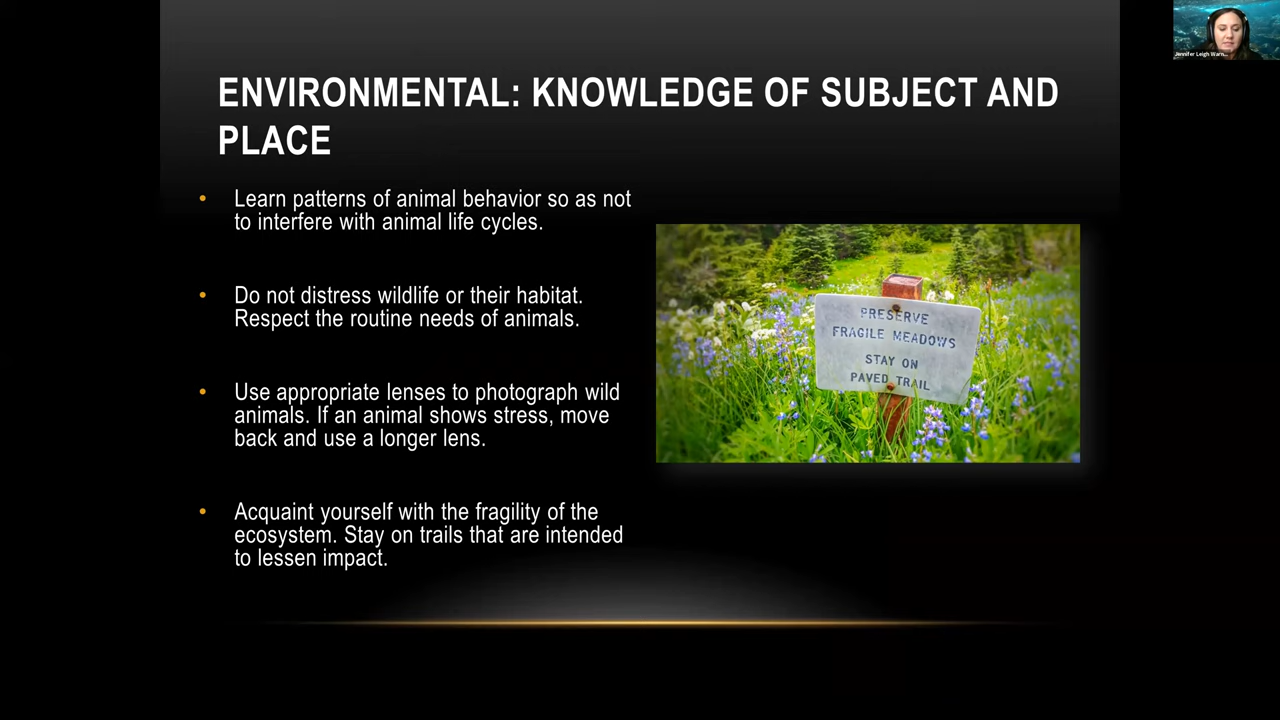 Jennifer Leigh Warn...
ENVIRONMENTAL: KNOWLEDGE OF SUBJECT AND
PLACE
• Learn patterns of animal behavior so as not
to interfere with animal life cycles.
• Do not distress wildlife or their habitat.
Respect the routine needs of animals.
• Use appropriate lenses to photograph wild
animals. If an animal shows stress, move
back and use a longer lens.
• Acquaint yourself with the fragility of the
ecosystem. Stay on trails that are intended
to lessen impact.
PRESERVE
FRAGILE MEADOWS
STAY ON
PAVED TRAIL